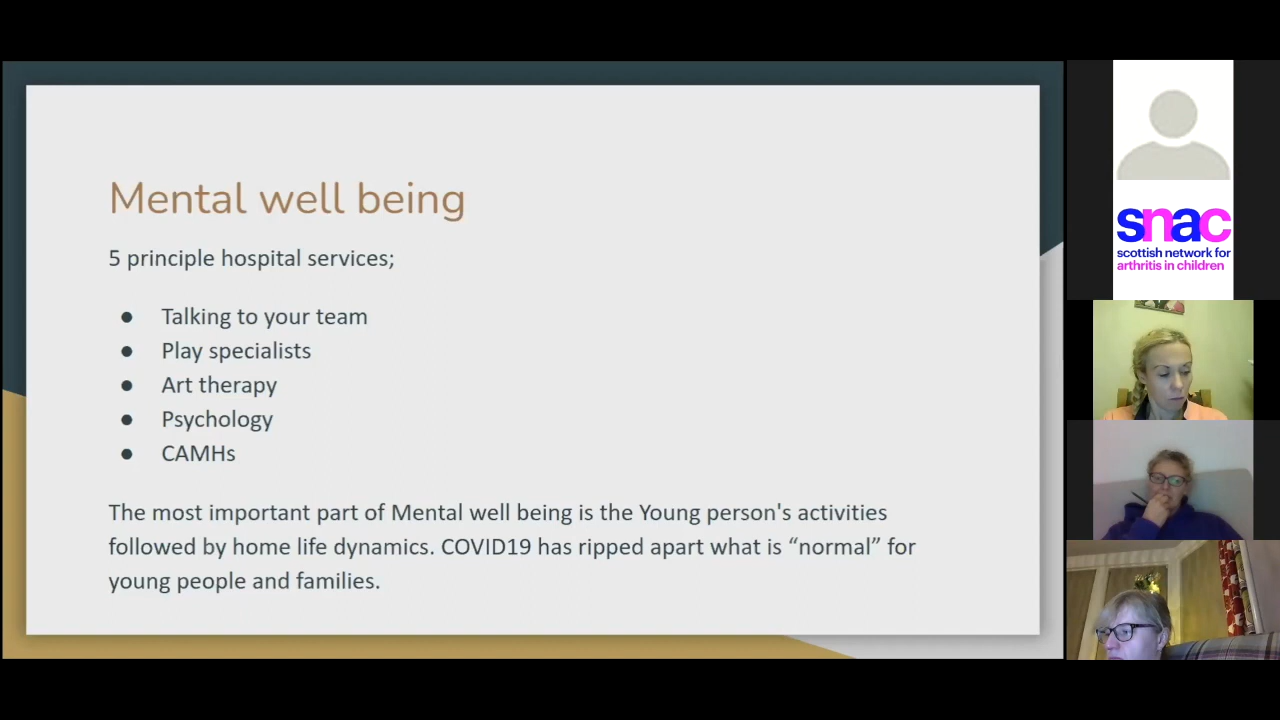 Mental well being
5 principle hospital services;
● Talking to your team
● Play specialists
● Art therapy
● Psychology
● CAMHs
The most important part of Mental well being is the Young person's activities
followed by home life dynamics. COVID19 has ripped apart what is “normal” for
young people and families.
snac
scottish network for
arthritis in children